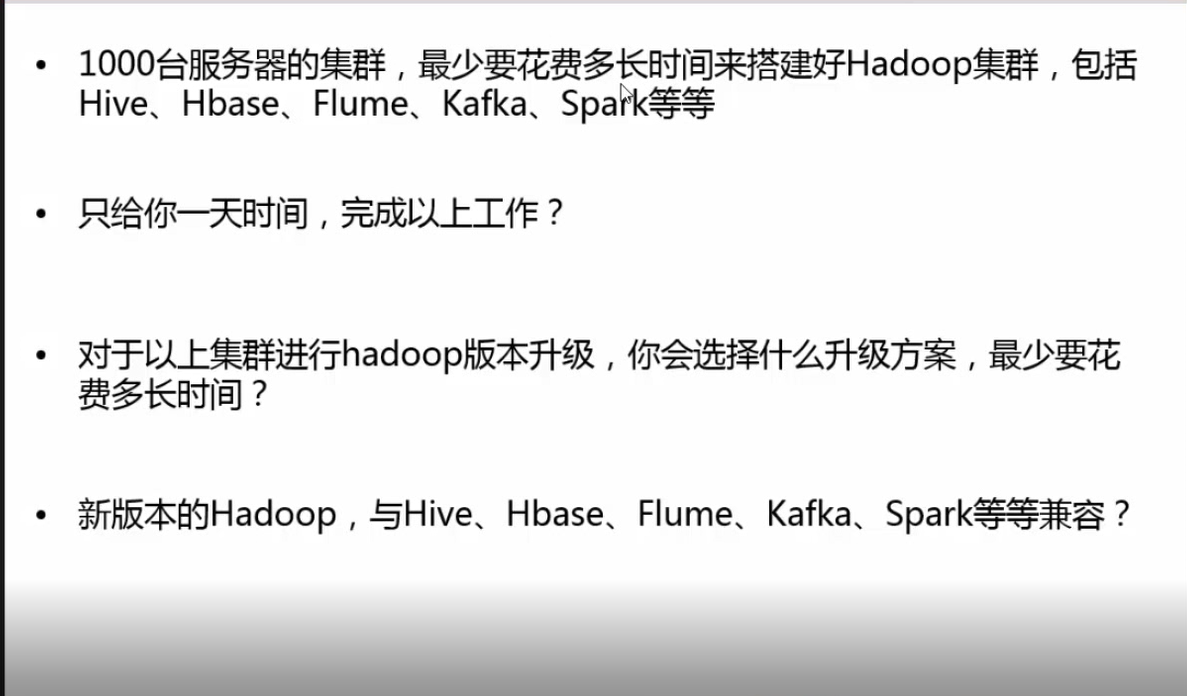 • 1000台服务器的集群，最少要花费多长时间来搭建好Hadoop集群，包括
Hive、Hbase、Flume、Kafka、Spark等等
• 只给你一天时间，完成以上工作？
• 对于以上集群进行hadoop版本升级，你会选择什么升级方案，最少要花
费多长时间？
• 新版本的Hadoop，与Hive、Hbase、Flume、Kafka、Spark等等兼容？